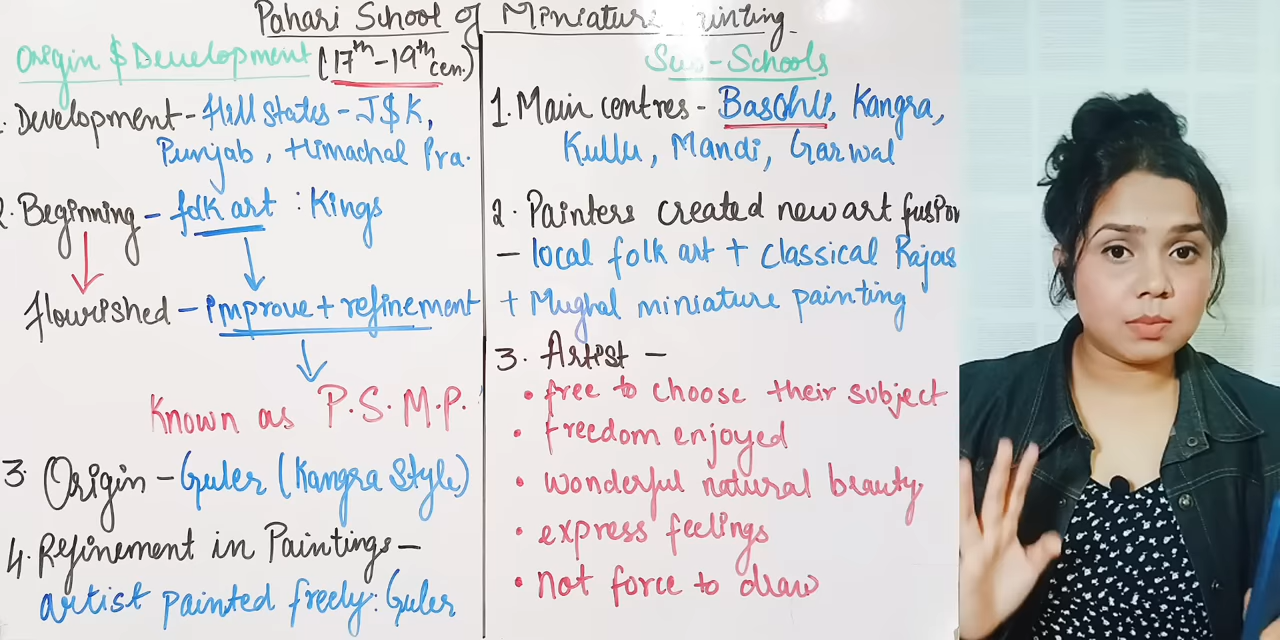 Pahari School of Miniature Painting
Origin & Development (17th-19th cen.)
. Development - Hill States - J&K,
Punjab, Himachal Pra.
2. Beginning - folk art : Kings
flourished - improve + refinement
Known as P.S.M.P.
3. Origin - Guler (Kangra Style)
4. Refinement in Paintings -
artist painted freely: Guler
Sub-Schools
1. Main centres - Basohli, Kangra,
Kullu, Mandi, Garwal
2. Painters created new art fusion
- local folk art + Classical Rajas
+ Mughal miniature painting
3. Artist -
• free to choose their subject
• freedom enjoyed
• wonderful natural beauty,
• express feelings
• not force to draw